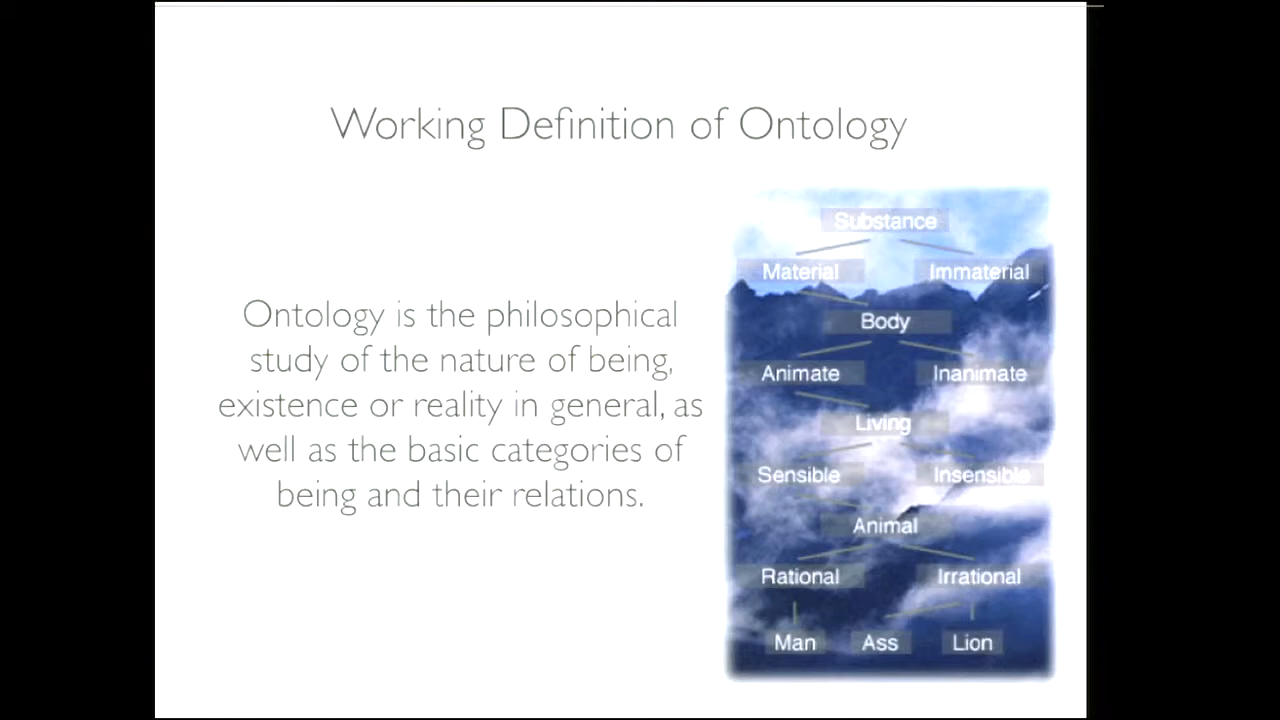 Working Definition of Ontology
Ontology is the philosophical
study of the nature of being,
existence or reality in general, as
well as the basic categories of
being and their relations.
Substance
Material Immaterial
Body
Animate Inanimate
Living
Sensible Insensible
Animal
Rational Irrational
Man Ass Lion